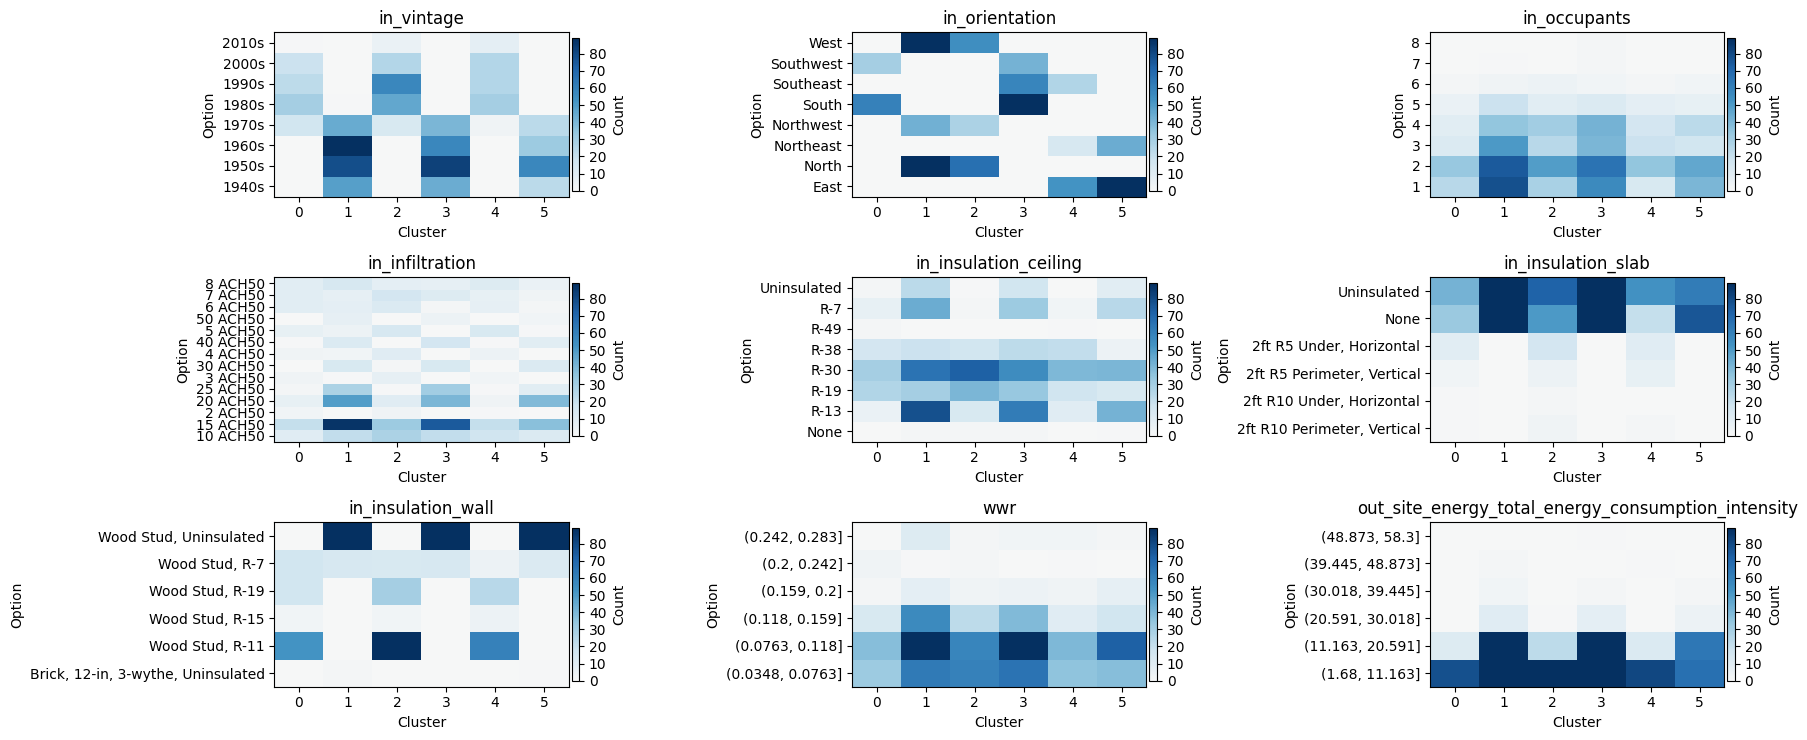 in_vintage
Option
2010s
2000s
1990s
1980s
1970s
1960s
1950s
1940s
0 1 2 3 4 5
Cluster
80
70
60
50
40
30
20
10
0
Count
in_orientation
Option
West
Southwest
Southeast
South
Northwest
Northeast
North
East
0 1 2 3 4 5
Cluster
80
70
60
50
40
30
20
10
0
Count
in_occupants
Option
8
7
6
5
4
3
2
1
0 1 2 3 4 5
Cluster
80
70
60
50
40
30
20
10
0
Count
in_infiltration
Option
8 ACH50
7 ACH50
6 ACH50
50 ACH50
5 ACH50
40 ACH50
4 ACH50
30 ACH50
3 ACH50
25 ACH50
20 ACH50
2 ACH50
15 ACH50
10 ACH50
0 1 2 3 4 5
Cluster
80
70
60
50
40
30
20
10
0
Count
in_insulation_ceiling
Option
Uninsulated
R-7
R-49
R-38
R-30
R-19
R-13
None
0 1 2 3 4 5
Cluster
80
70
60
50
40
30
20
10
0
Count
in_insulation_slab
Option
Uninsulated
None
2ft R5 Under, Horizontal
2ft R5 Perimeter, Vertical
2ft R10 Under, Horizontal
2ft R10 Perimeter, Vertical
0 1 2 3 4 5
Cluster
80
70
60
50
40
30
20
10
0
Count
in_insulation_wall
Option
Wood Stud, Uninsulated
Wood Stud, R-7
Wood Stud, R-19
Wood Stud, R-15
Wood Stud, R-11
Brick, 12-in, 3-wythe, Uninsulated
0 1 2 3 4 5
Cluster
80
70
60
50
40
30
20
10
0
Count
wwr
Option
(0.242, 0.283]
(0.2, 0.242]
(0.159, 0.2]
(0.118, 0.159]
(0.0763, 0.118]
(0.0348, 0.0763]
0 1 2 3 4 5
Cluster
80
70
60
50
40
30
20
10
0
Count
out_site_energy_total_energy_consumption_intensity
Option
(48.873, 58.3]
(39.445, 48.873]
(30.018, 39.445]
(20.591, 30.018]
(11.163, 20.591]
(1.68, 11.163]
0 1 2 3 4 5
Cluster
80
70
60
50
40
30
20
10
0
Count